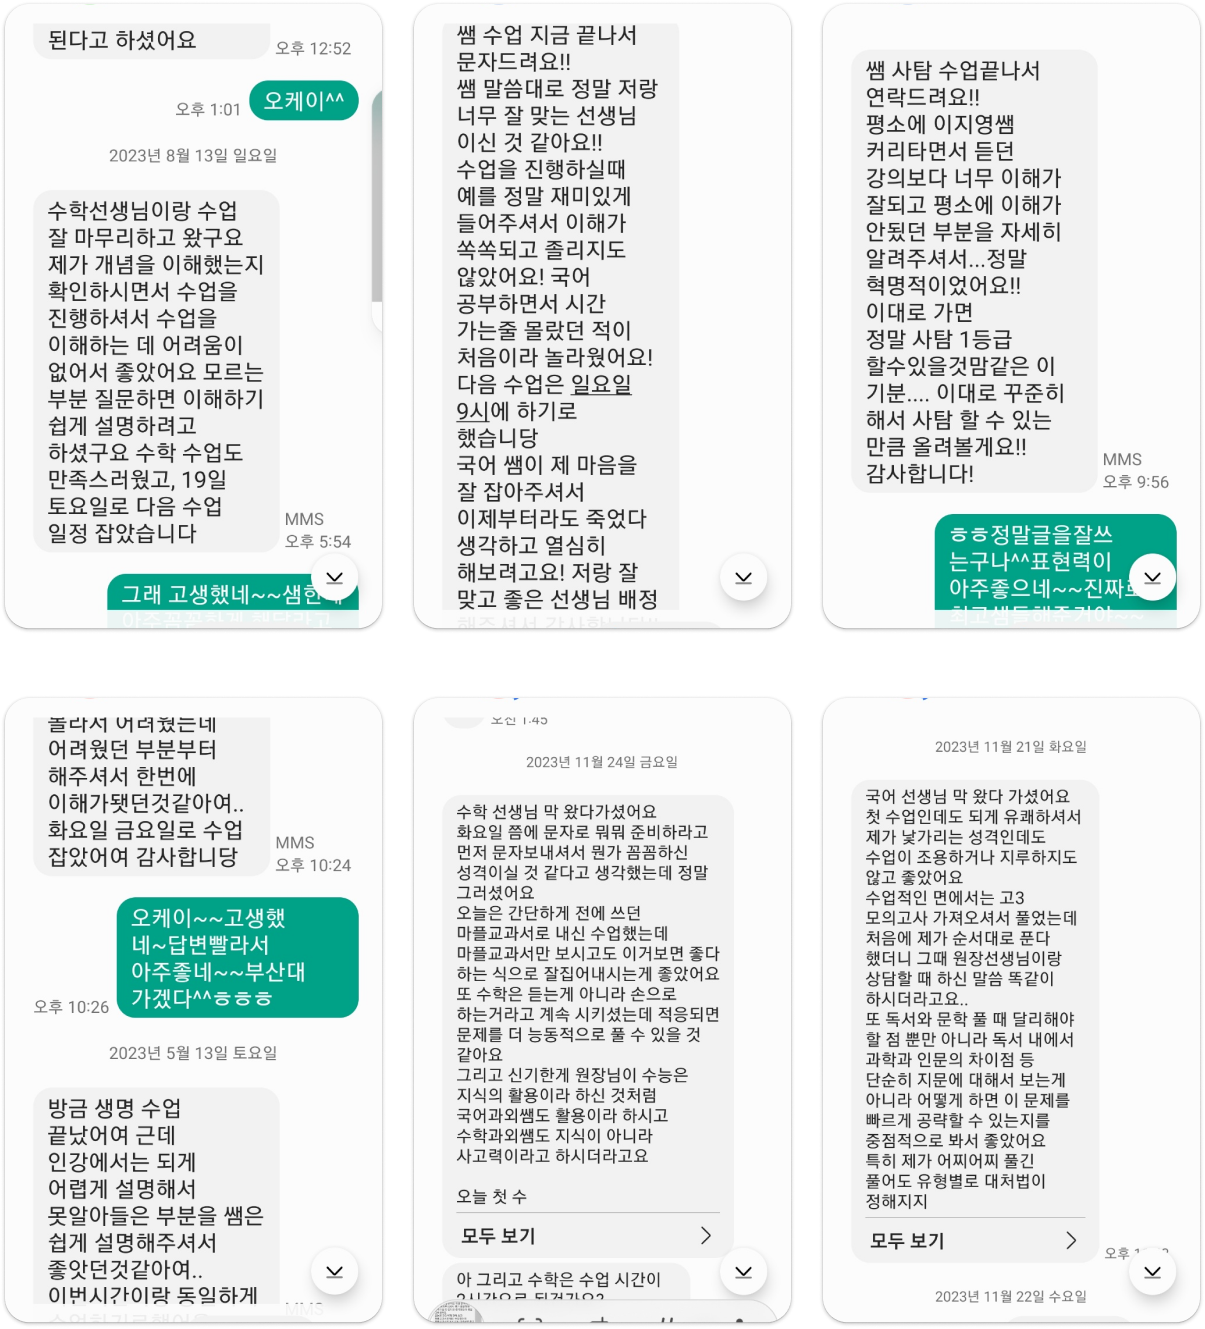 된다고 하셨어요
오후 12:52
오케이^^
오후 1:01
2023년 8월 13일 일요일
수학선생님이랑 수업
잘 마무리하고 왔구요
제가 개념을 이해했는지
확인하시면서 수업을
진행하셔서 수업을
이해하는 데 어려움이
없어서 좋았어요 모르는
부분 질문하면 이해하기
쉽게 설명하려고
하셨구요 수학 수업도
만족스러웠고, 19일
토요일로 다음 수업
일정 잡았습니다
MMS
오후 5:54
그래 고생했네~~샘한테
쌤 수업 지금 끝나서
문자드려요!!
쌤 말씀대로 정말 저랑
너무 잘 맞는 선생님
이신 것 같아요!!
수업을 진행하실때
예를 정말 재미있게
들어주셔서 이해가
쏙쏙되고 졸리지도
않았어요! 국어
공부하면서 시간
가는줄 몰랐던 적이
처음이라 놀라웠어요!
다음 수업은 일요일
9시에 하기로
했습니당
국어 쌤이 제 마음을
잘 잡아주셔서
이제부터라도 죽었다
생각하고 열심히
해보려고요! 저랑 잘
맞고 좋은 선생님 배정
해주셔서 감사합니당!!
쌤 사탐 수업끝나서
연락드려요!!
평소에 이지영쌤
커리타면서 듣던
강의보다 너무 이해가
잘되고 평소에 이해가
안됬던 부분을 자세히
알려주셔서...정말
혁명적이었어요!!
이대로 가면
정말 사탐 1등급
할수있을것맘같은 이
기분.... 이대로 꾸준히
해서 사탐 할 수 있는
만큼 올려볼게요!!
감사합니다!
MMS
오후 9:56
ㅎㅎ정말글을잘쓰
는구나^^표현력이
아주좋으네~~진짜로
몰라서 어려웠는데
어려웠던 부분부터
해주셔서 한번에
이해가됏던것같아여..
화요일 금요일로 수업
잡았어여 감사합니당
MMS
오후 10:24
오케이~~고생했
네~답변빨라서
아주좋네~~부산대
가겠다^^ㅎㅎㅎ
오후 10:26
2023년 5월 13일 토요일
방금 생명 수업
끝났어여 근데
인강에서는 되게
어렵게 설명해서
못알아들은 부분을 쌤은
쉽게 설명해주셔서
좋앗던것같아여..
이번시간이랑 동일하게
MMS
오전 1:45
2023년 11월 24일 금요일
수학 선생님 막 왔다가셨어요
화요일 쯤에 문자로 뭐뭐 준비하라고
먼저 문자보내셔서 뭔가 꼼꼼하신
성격이실 것 같다고 생각했는데 정말
그러셨어요
오늘은 간단하게 전에 쓰던
마플교과서로 내신 수업했는데
마플교과서만 보시고도 이거보면 좋다
하는 식으로 잘집어내시는게 좋았어요
또 수학은 듣는게 아니라 손으로
하는거라고 계속 시키셨는데 적응되면
문제를 더 능동적으로 풀 수 있을 것
같아요
그리고 신기한게 원장님이 수능은
지식의 활용이라 하신 것처럼
국어과외쌤도 활용이라 하시고
수학과외쌤도 지식이 아니라
사고력이라고 하시더라고요
오늘 첫 수
모두 보기
아 그리고 수학은 수업 시간이
2시간으로 된건가요?
2023년 11월 21일 화요일
국어 선생님 막 왔다 가셨어요
첫 수업인데도 되게 유쾌하셔서
제가 낯가리는 성격인데도
수업이 조용하거나 지루하지도
않고 좋았어요
수업적인 면에서는 고3
모의고사 가져오셔서 풀었는데
처음에 제가 순서대로 푼다
했더니 그때 원장선생님이랑
상담할 때 하신 말씀 똑같이
하시더라고요..
또 독서와 문학 풀 때 달리해야
할 점 뿐만 아니라 독서 내에서
과학과 인문의 차이점 등
단순히 지문에 대해서 보는게
아니라 어떻게 하면 이 문제를
빠르게 공략할 수 있는지를
중점적으로 봐서 좋았어요
특히 제가 어찌어찌 풀긴
풀어도 유형별로 대처법이
정해지지
모두 보기
오후
2023년 11월 22일 수요일